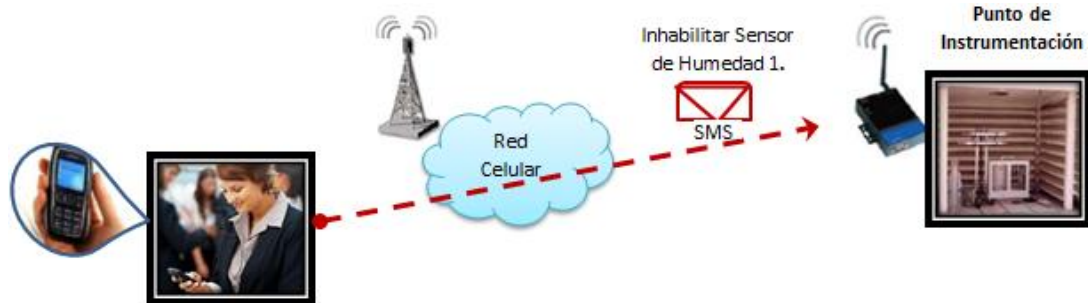 Punto de
Instrumentación
Inhabilitar Sensor
de Humedad 1.
SMS
Red
Celular